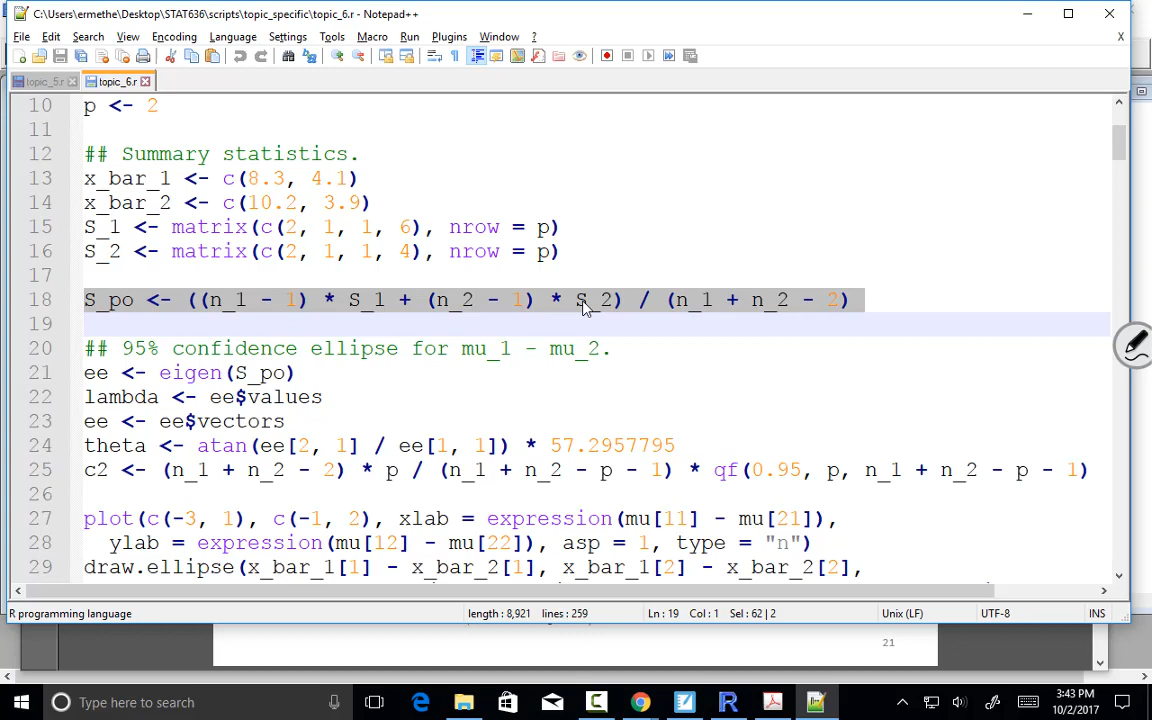 C:\Users\ermethe\Desktop\STAT636\scripts\topic_specific\topic_6.r - Notepad++
File Edit Search View Encoding Language Settings Tools Macro Run Plugins Window ? X
topic_5.r topic_6.r
10 p <- 2
11
12 ## Summary statistics.
13 x_bar_1 <- c(8.3, 4.1)
14 x_bar_2 <- c(10.2, 3.9)
15 S_1 <- matrix(c(2, 1, 1, 6), nrow = p)
16 S_2 <- matrix(c(2, 1, 1, 4), nrow = p)
17
18 S_po <- ((n_1 - 1) * S_1 + (n_2 - 1) * S_2) / (n_1 + n_2 - 2)
19
20 ## 95% confidence ellipse for mu_1 - mu_2.
21 ee <- eigen(S_po)
22 lambda <- ee$values
23 ee <- ee$vectors
24 theta <- atan(ee[2, 1] / ee[1, 1]) * 57.2957795
25 c2 <- (n_1 + n_2 - 2) * p / (n_1 + n_2 - p - 1) * qf(0.95, p, n_1 + n_2 - p - 1)
26
27 plot(c(-3, 1), c(-1, 2), xlab = expression(mu[11] - mu[21]),
28 ylab = expression(mu[12] - mu[22]), asp = 1, type = "n")
29 draw.ellipse(x_bar_1[1] - x_bar_2[1], x_bar_1[2] - x_bar_2[2],
R programming language length : 8,921 lines : 259 Ln : 19 Col : 1 Sel : 62 | 2 Unix (LF) UTF-8 INS
21
Type here to search
3:43 PM
10/2/2017